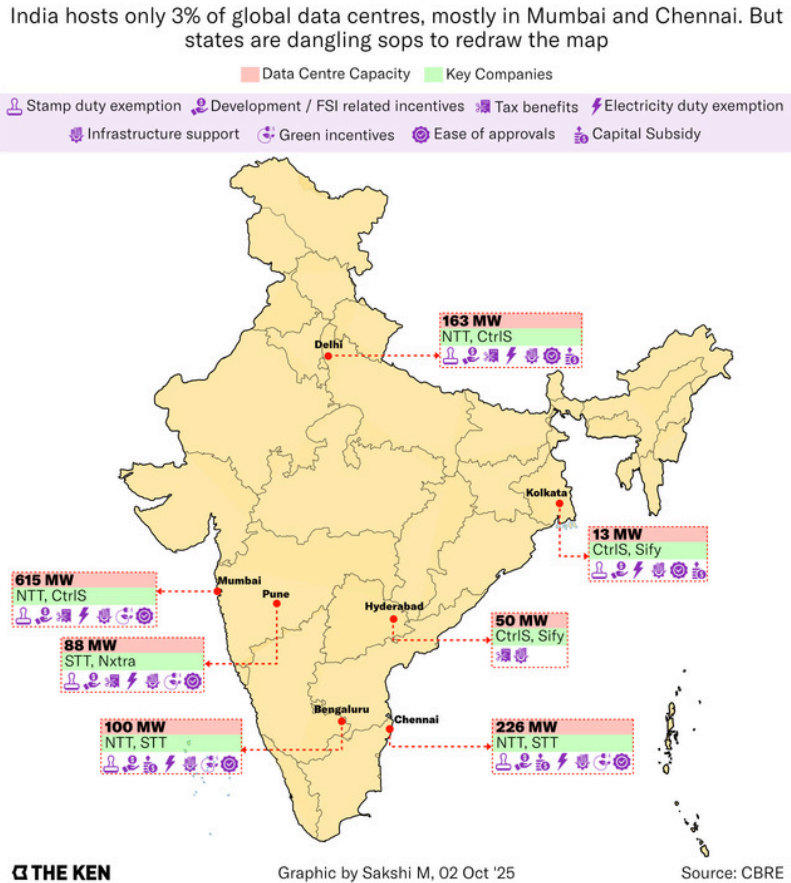 India hosts only 3% of global data centres, mostly in Mumbai and Chennai. But
states are dangling sops to redraw the map
Data Centre Capacity Key Companies
Stamp duty exemption Development / FSI related incentives Tax benefits Electricity duty exemption
Infrastructure support Green incentives Ease of approvals Capital Subsidy
163 MW
NTT, CtrlS
Delhi
Kolkata
13 MW
CtrlS, Sify
615 MW
NTT, CtrlS
Mumbai
Pune
Hyderabad
50 MW
CtrlS, Sify
88 MW
STT, Nxtra
Bengaluru
Chennai
100 MW
NTT, STT
226 MW
NTT, STT
THE KEN
Graphic by Sakshi M, 02 Oct '25
Source: CBRE